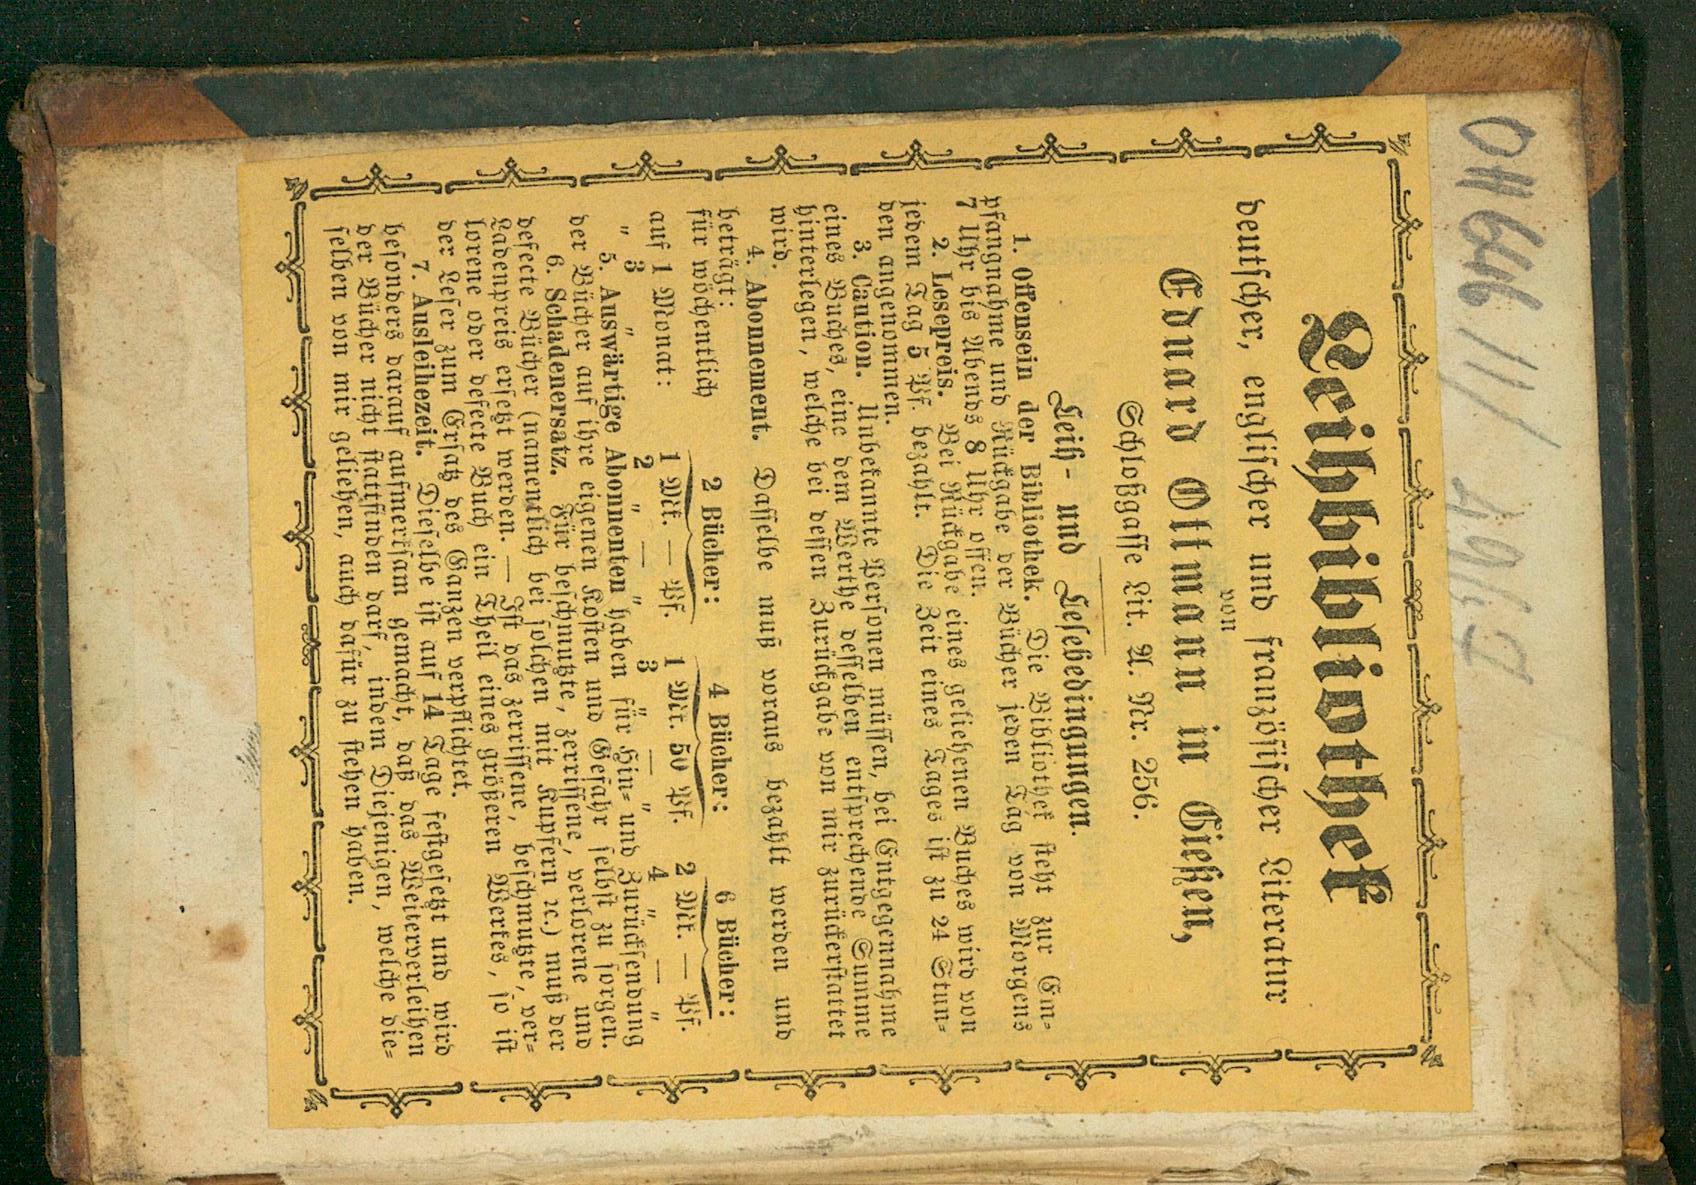 OH 646 111 1961
Leihbibliothek
deutscher, englischer und französischer Literatur
von
Eduard Ottmann in Gießen,
Schloßgasse Lit. A. Nr. 256.
Leih- und Lesebedingungen.
1. Offensein der Bibliothek. Die Bibliothek steht zur Em-
pfangnahme und Rückgabe der Bücher jeden Tag von Morgens
7 Uhr bis Abends 8 Uhr offen.
2. Lesepreis. Bei Rückgabe eines geliehenen Buches wird von
jedem Tag 5 Pf. bezahlt. Die Zeit eines Tages ist zu 24 Stun-
den angenommen.
3. Caution. Unbekannte Personen müssen, bei Entgegennahme
eines Buches, eine dem Werthe desselben entsprechende Summe
hinterlegen, welche bei dessen Zurückgabe von mir zurückerstattet
wird.
4. Abonnement. Dasselbe muß voraus bezahlt werden und
beträgt:
für wöchentlich 2 Bücher: 4 Bücher: 6 Bücher:
auf 1 Monat: 1 Mk. — Pf. 1 Mk. 50 Pf. 2 Mk. — Pf.
„ 3 „ 2 „ — „ 3 „ — „ 4 „ — „
5. Auswärtige Abonnenten haben für Hin- und Zurücksendung
der Bücher auf ihre eigenen Kosten und Gefahr selbst zu sorgen.
6. Schadenersatz. Für beschmutzte, zerrissene, verlorene und
defecte Bücher (namentlich bei solchen mit Kupfern ꝛc.) muß der
Ladenpreis ersetzt werden. — Ist das zerrissene, beschmutzte, ver-
lorene oder defecte Buch ein Theil eines größeren Werkes, so ist
der Leser zum Ersatz des Ganzen verpflichtet.
7. Ausleihezeit. Dieselbe ist auf 14 Tage festgesetzt und wird
besonders darauf aufmerksam gemacht, daß das Weiterverleihen
der Bücher nicht stattfinden darf, indem Diejenigen, welche die-
selben von mir geliehen, auch dafür zu stehen haben.